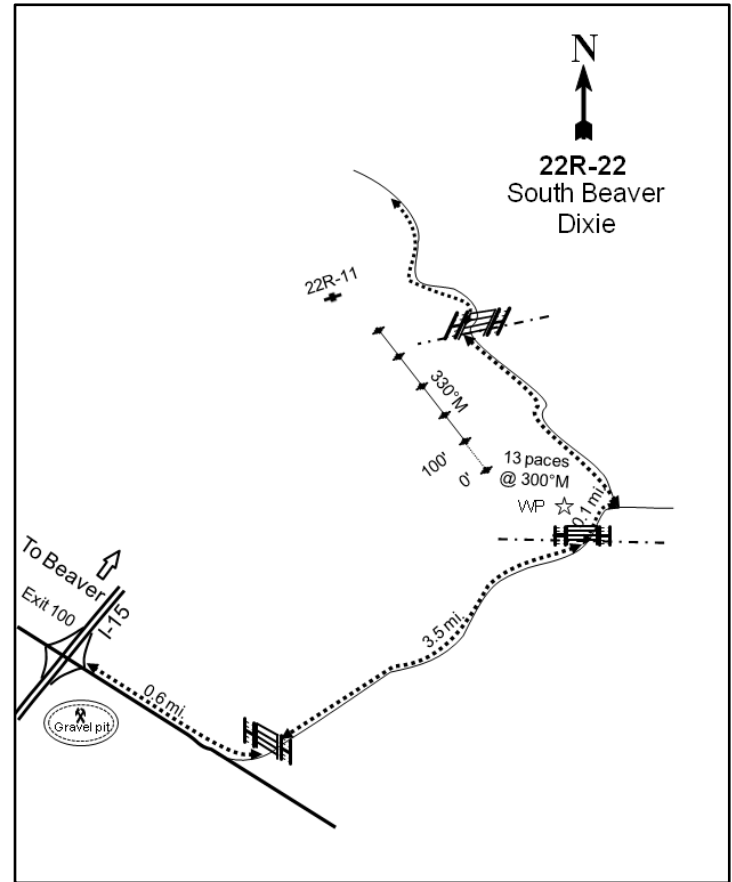 N
22R-22
South Beaver
Dixie
22R-11
330°M
100'
0'
13 paces
@ 300°M
WP
0.1 mi.
To Beaver
Exit 100
I-15
3.5 mi.
0.6 mi.
Gravel pit